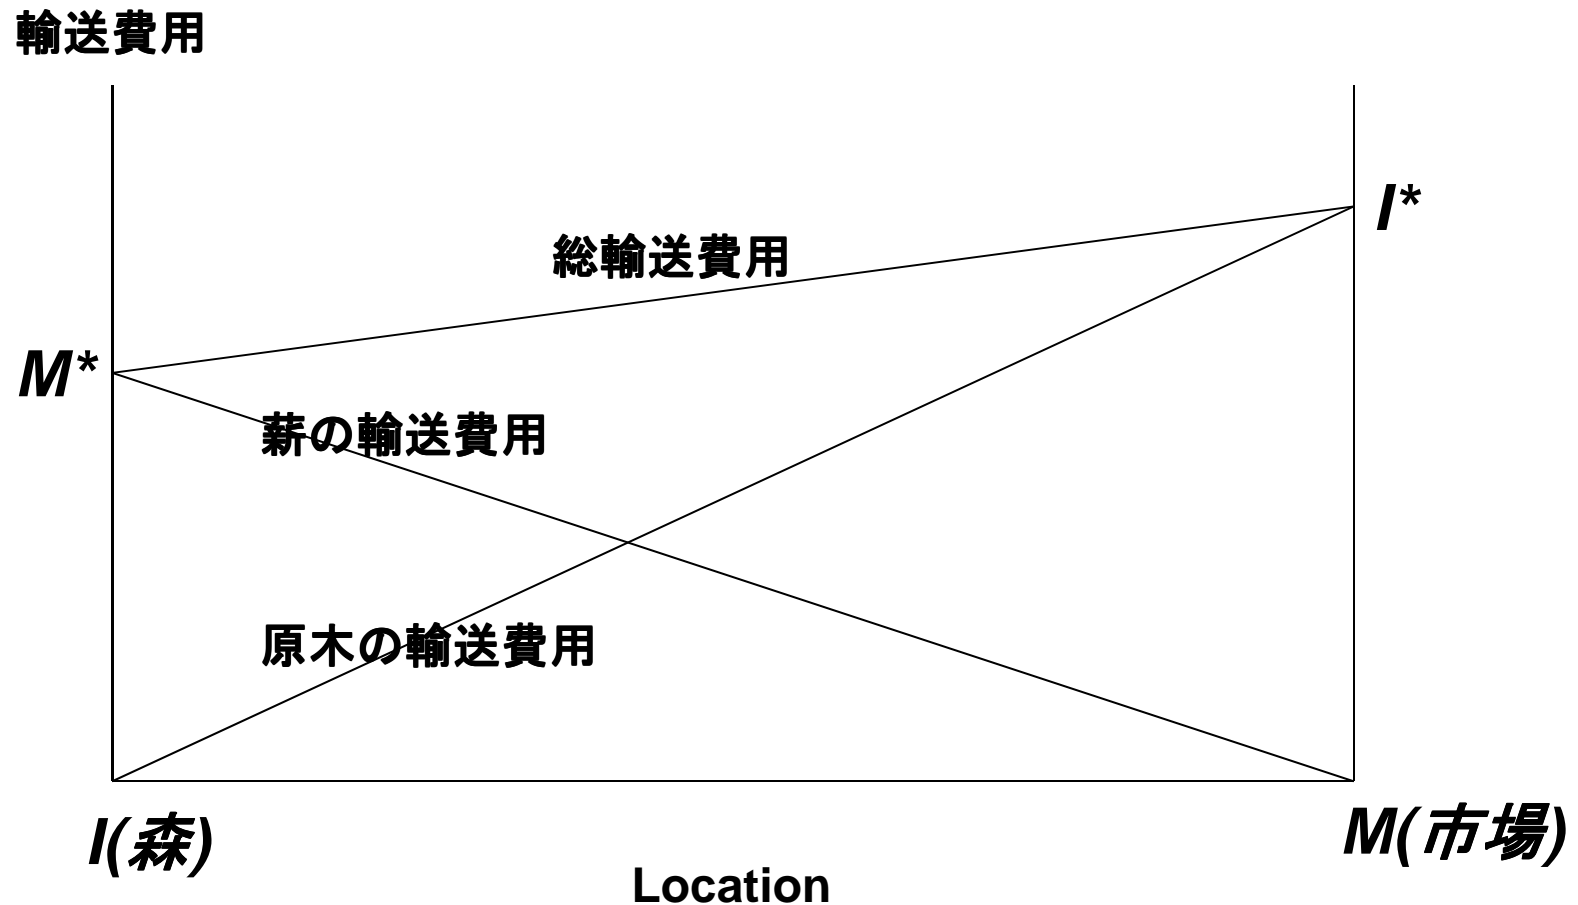 輸送費用
I*
総輸送費用
M*
薪の輸送費用
原木の輸送費用
I(森)
M(市場)
Location